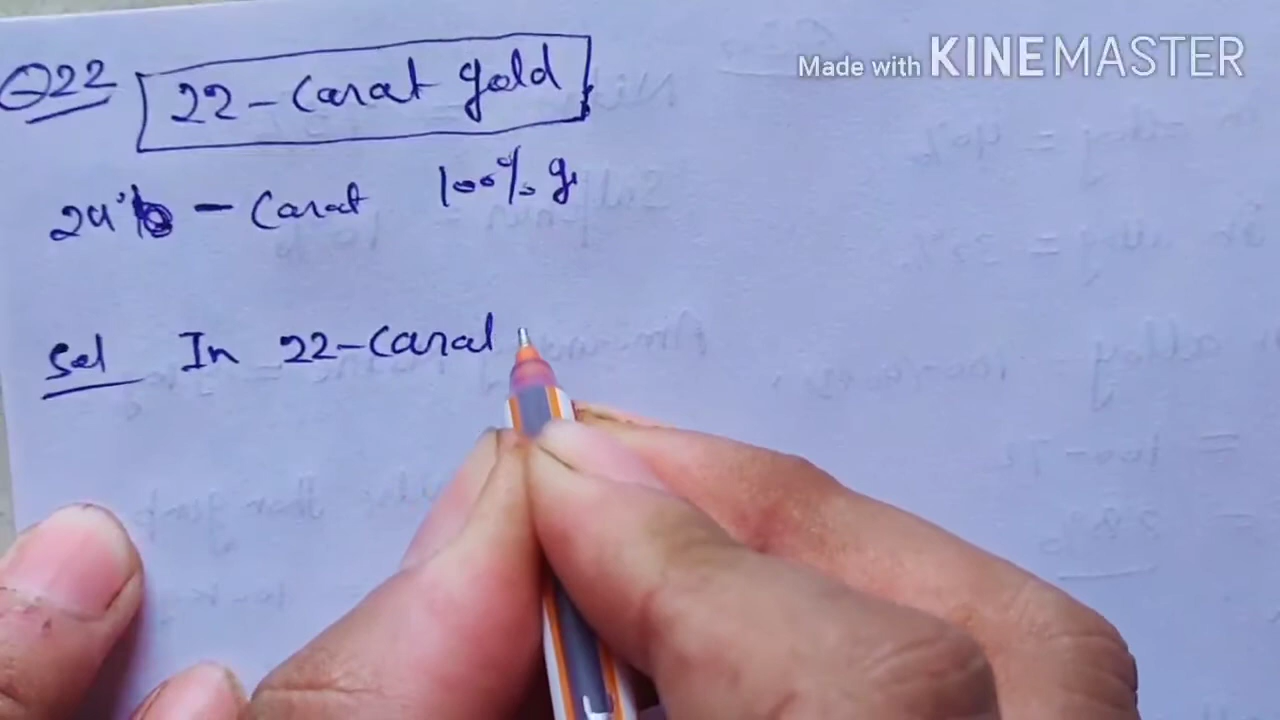 Made with KINEMASTER
Q22 22-Carat gold
24 - Carat 100% g
Sol In 22-Carat